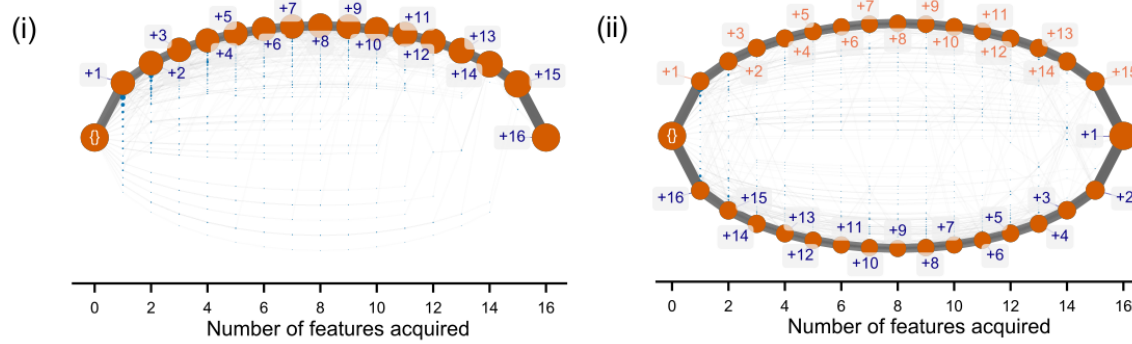 (i)
+5 +7 +9 +11
+3 +13
+1 +2 +4 +6 +8 +10 +12 +14 +15
{}
+16
0 2 4 6 8 10 12 14 16
Number of features acquired
(ii)
+5 +7 +9 +11
+3 +13
+1 +2 +4 +6 +8 +10 +12 +14 +15
{}
+1
+16 +15 +3 +2
+14 +13 +11 +9 +7 +5 +4
+12 +10 +8 +6
0 2 4 6 8 10 12 14 16
Number of features acquired